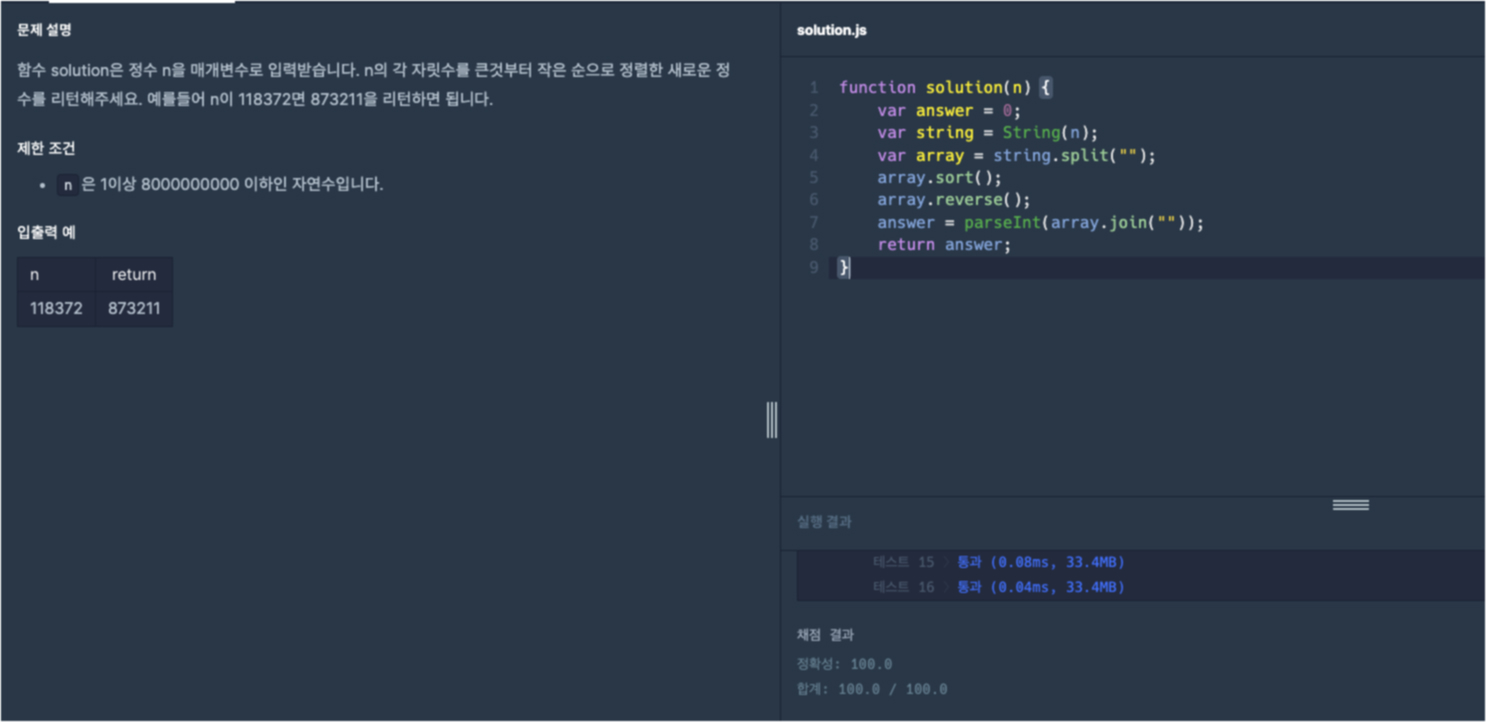 문제 설명
함수 solution은 정수 n을 매개변수로 입력받습니다. n의 각 자릿수를 큰것부터 작은 순으로 정렬한 새로운 정
수를 리턴해주세요. 예를들어 n이 118372면 873211을 리턴하면 됩니다.
제한 조건
• n 은 1이상 8000000000 이하인 자연수입니다.
입출력 예
n return
118372 873211
solution.js
1 function solution(n) {
2 var answer = 0;
3 var string = String(n);
4 var array = string.split("");
5 array.sort();
6 array.reverse();
7 answer = parseInt(array.join(""));
8 return answer;
9 }
실행 결과
테스트 15 〉 통과 (0.08ms, 33.4MB)
테스트 16 〉 통과 (0.04ms, 33.4MB)
채점 결과
정확성: 100.0
합계: 100.0 / 100.0